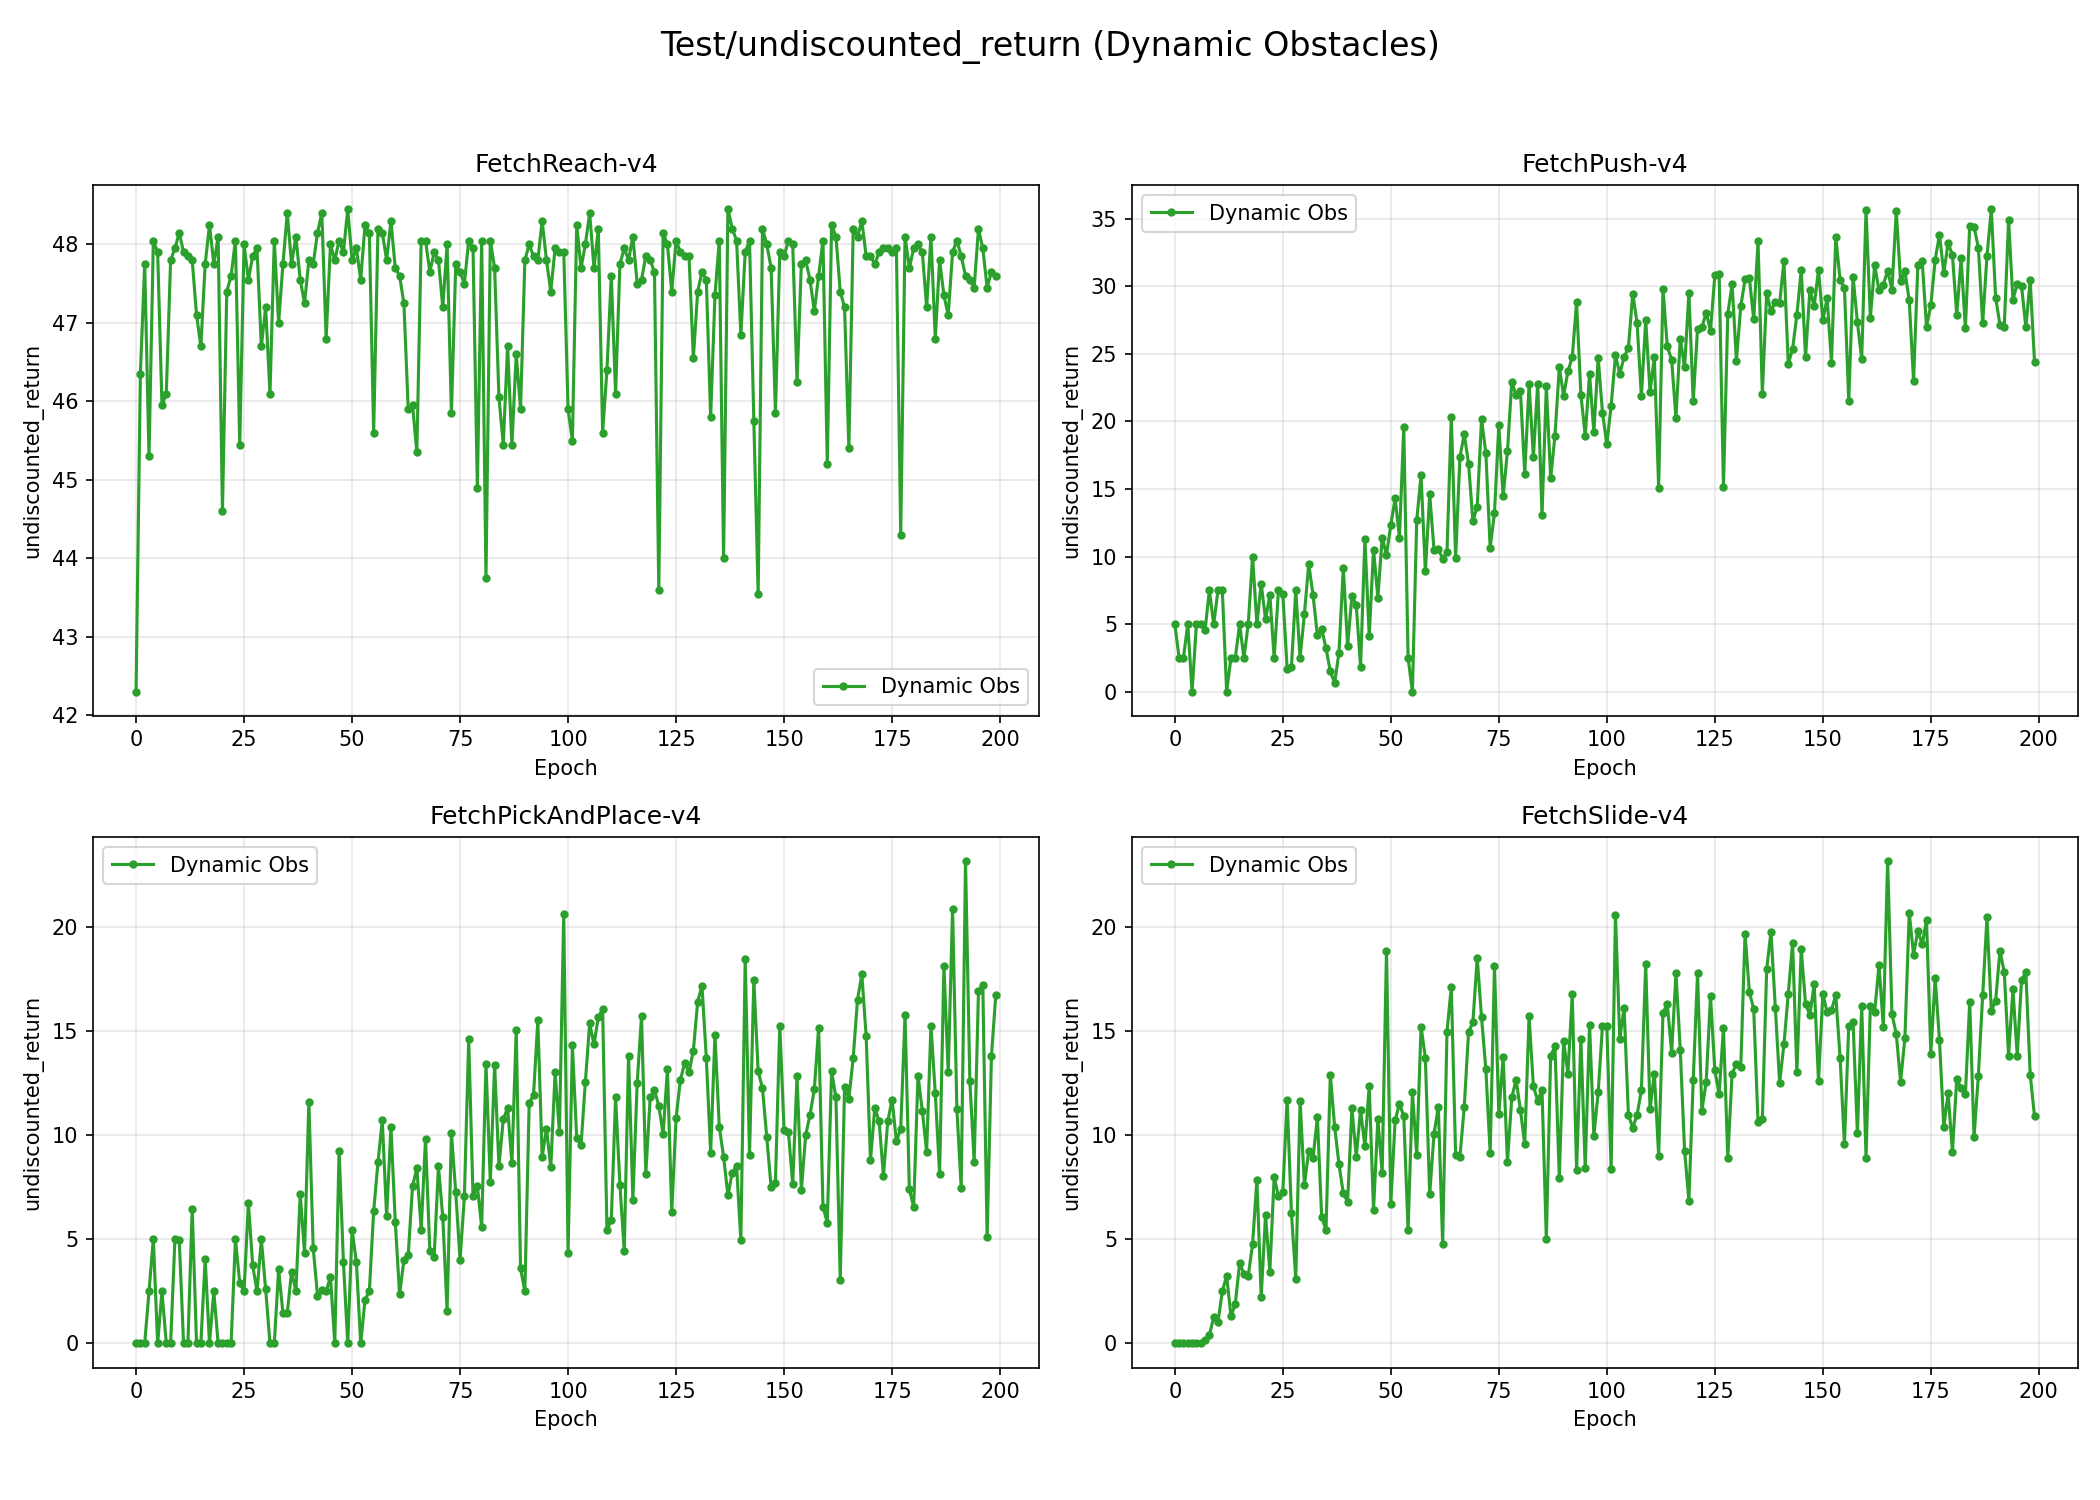 Test/undiscounted_return (Dynamic Obstacles)
FetchReach-v4
undiscounted_return
48
47
46
45
44
43
42
Dynamic Obs
0 25 50 75 100 125 150 175 200
Epoch
FetchPush-v4
undiscounted_return
Dynamic Obs
35
30
25
20
15
10
5
0
0 25 50 75 100 125 150 175 200
Epoch
FetchPickAndPlace-v4
undiscounted_return
Dynamic Obs
20
15
10
5
0
0 25 50 75 100 125 150 175 200
Epoch
FetchSlide-v4
undiscounted_return
Dynamic Obs
20
15
10
5
0
0 25 50 75 100 125 150 175 200
Epoch